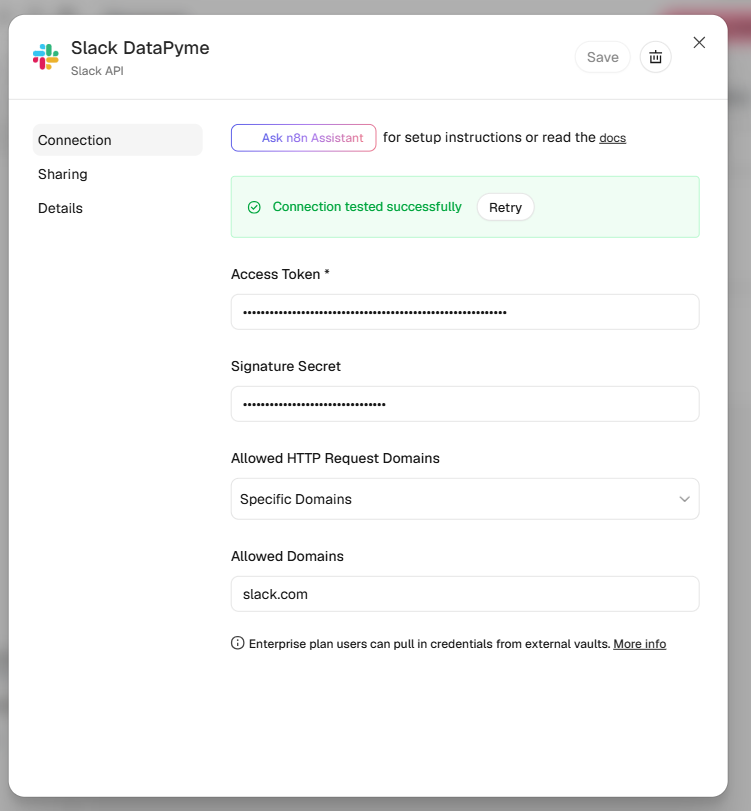 Slack DataPyme
Slack API
Save
Connection
Sharing
Details
Ask n8n Assistant for setup instructions or read the docs
Connection tested successfully Retry
Access Token *
••••••••••••••••••••••••••••••••••••••••••••••••••••••••••
Signature Secret
••••••••••••••••••••••••••••••••
Allowed HTTP Request Domains
Specific Domains
Allowed Domains
slack.com
Enterprise plan users can pull in credentials from external vaults. More info